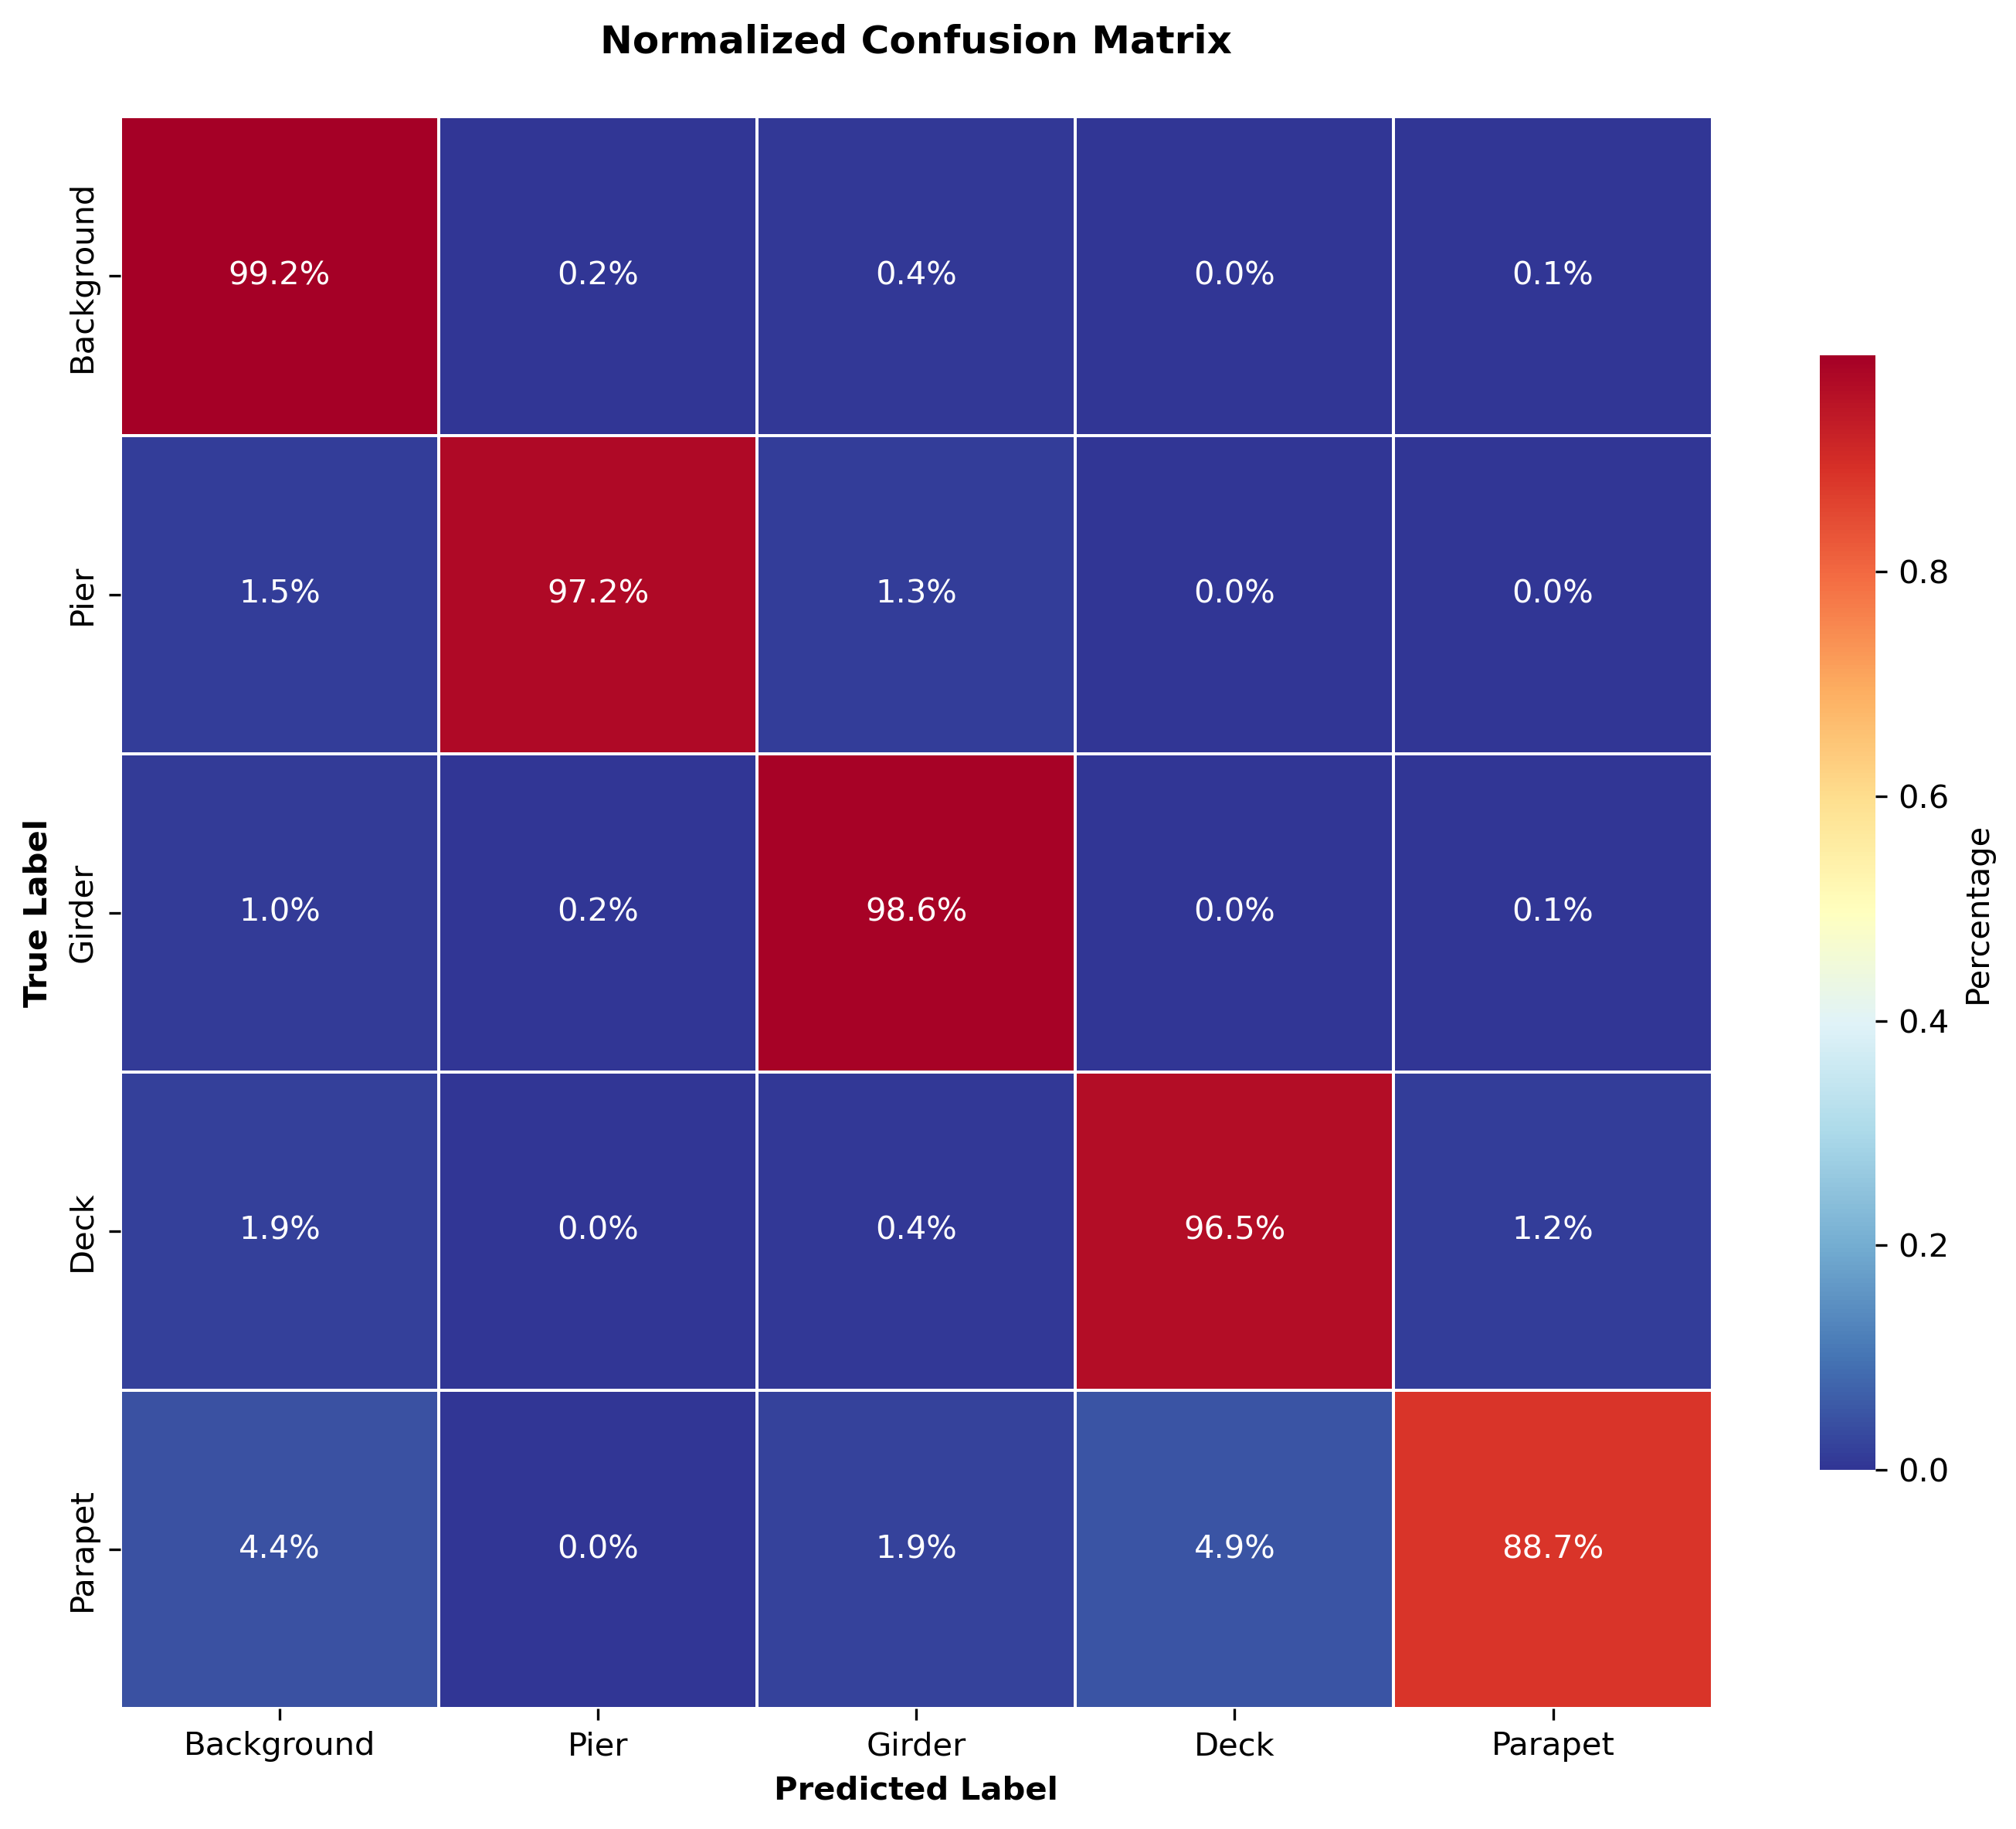 Normalized Confusion Matrix
Background
99.2% 0.2% 0.4% 0.0% 0.1%
Pier
1.5% 97.2% 1.3% 0.0% 0.0%
Girder
1.0% 0.2% 98.6% 0.0% 0.1%
Deck
1.9% 0.0% 0.4% 96.5% 1.2%
Parapet
4.4% 0.0% 1.9% 4.9% 88.7%
True Label
Background Pier Girder Deck Parapet
Predicted Label
0.8
0.6
0.4
0.2
0.0
Percentage